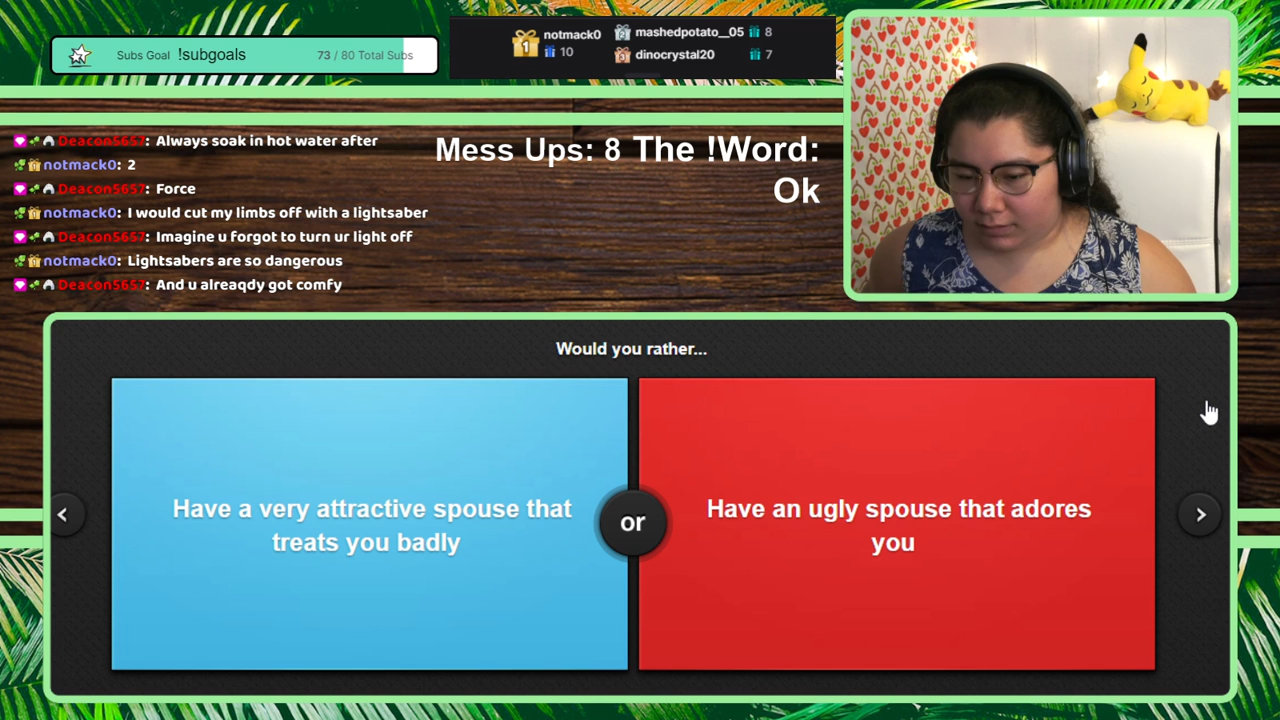 Subs Goal !subgoals 73 / 80 Total Subs
1 notmack0 10
2 mashedpotato__05 8
3 dinocrystal20 7
Deacon5657: Always soak in hot water after
notmack0: 2
Deacon5657: Force
notmack0: I would cut my limbs off with a lightsaber
Deacon5657: Imagine u forgot to turn ur light off
notmack0: Lightsabers are so dangerous
Deacon5657: And u alreaqdy got comfy
Mess Ups: 8 The !Word:
Ok
Would you rather...
Have a very attractive spouse that
treats you badly
or
Have an ugly spouse that adores
you